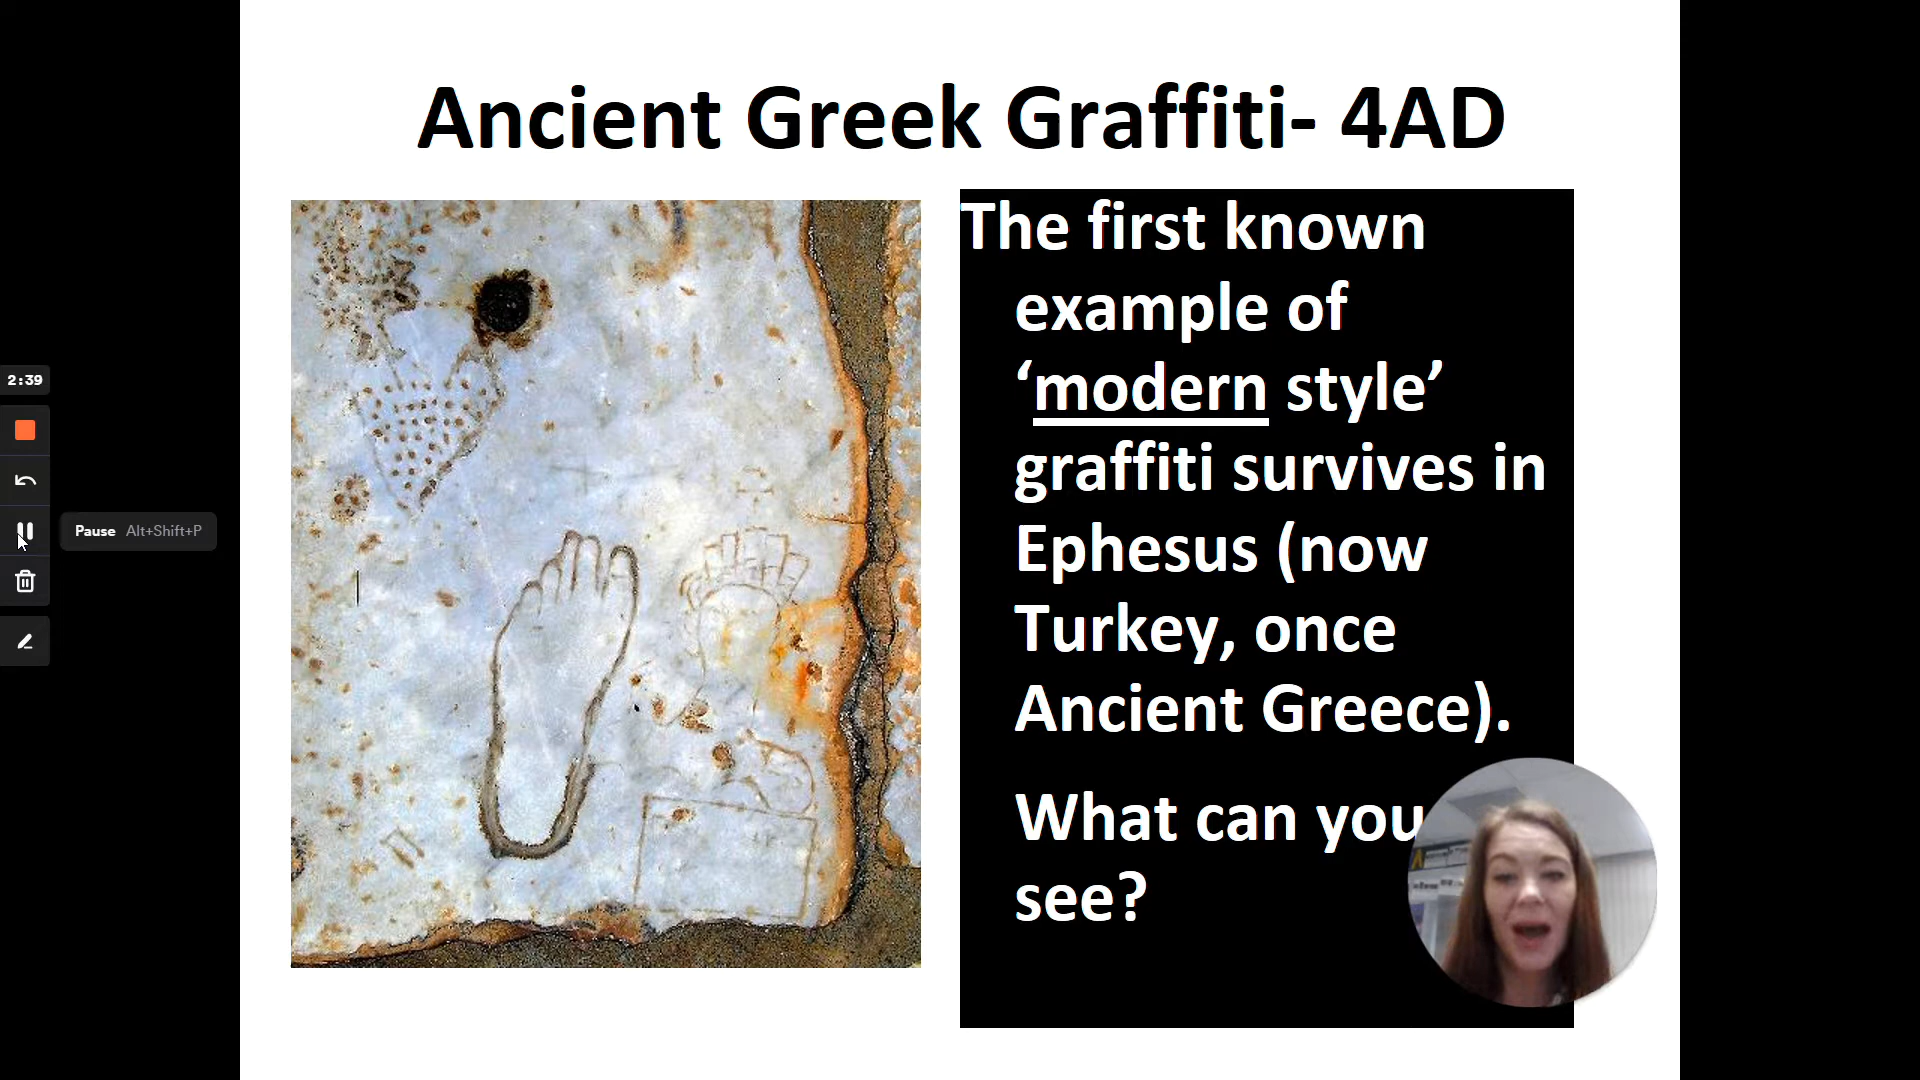 Ancient Greek Graffiti- 4AD
The first known
example of
‘modern style’
graffiti survives in
Ephesus (now
Turkey, once
Ancient Greece).
What can you
see?
2:39
Pause Alt+Shift+P